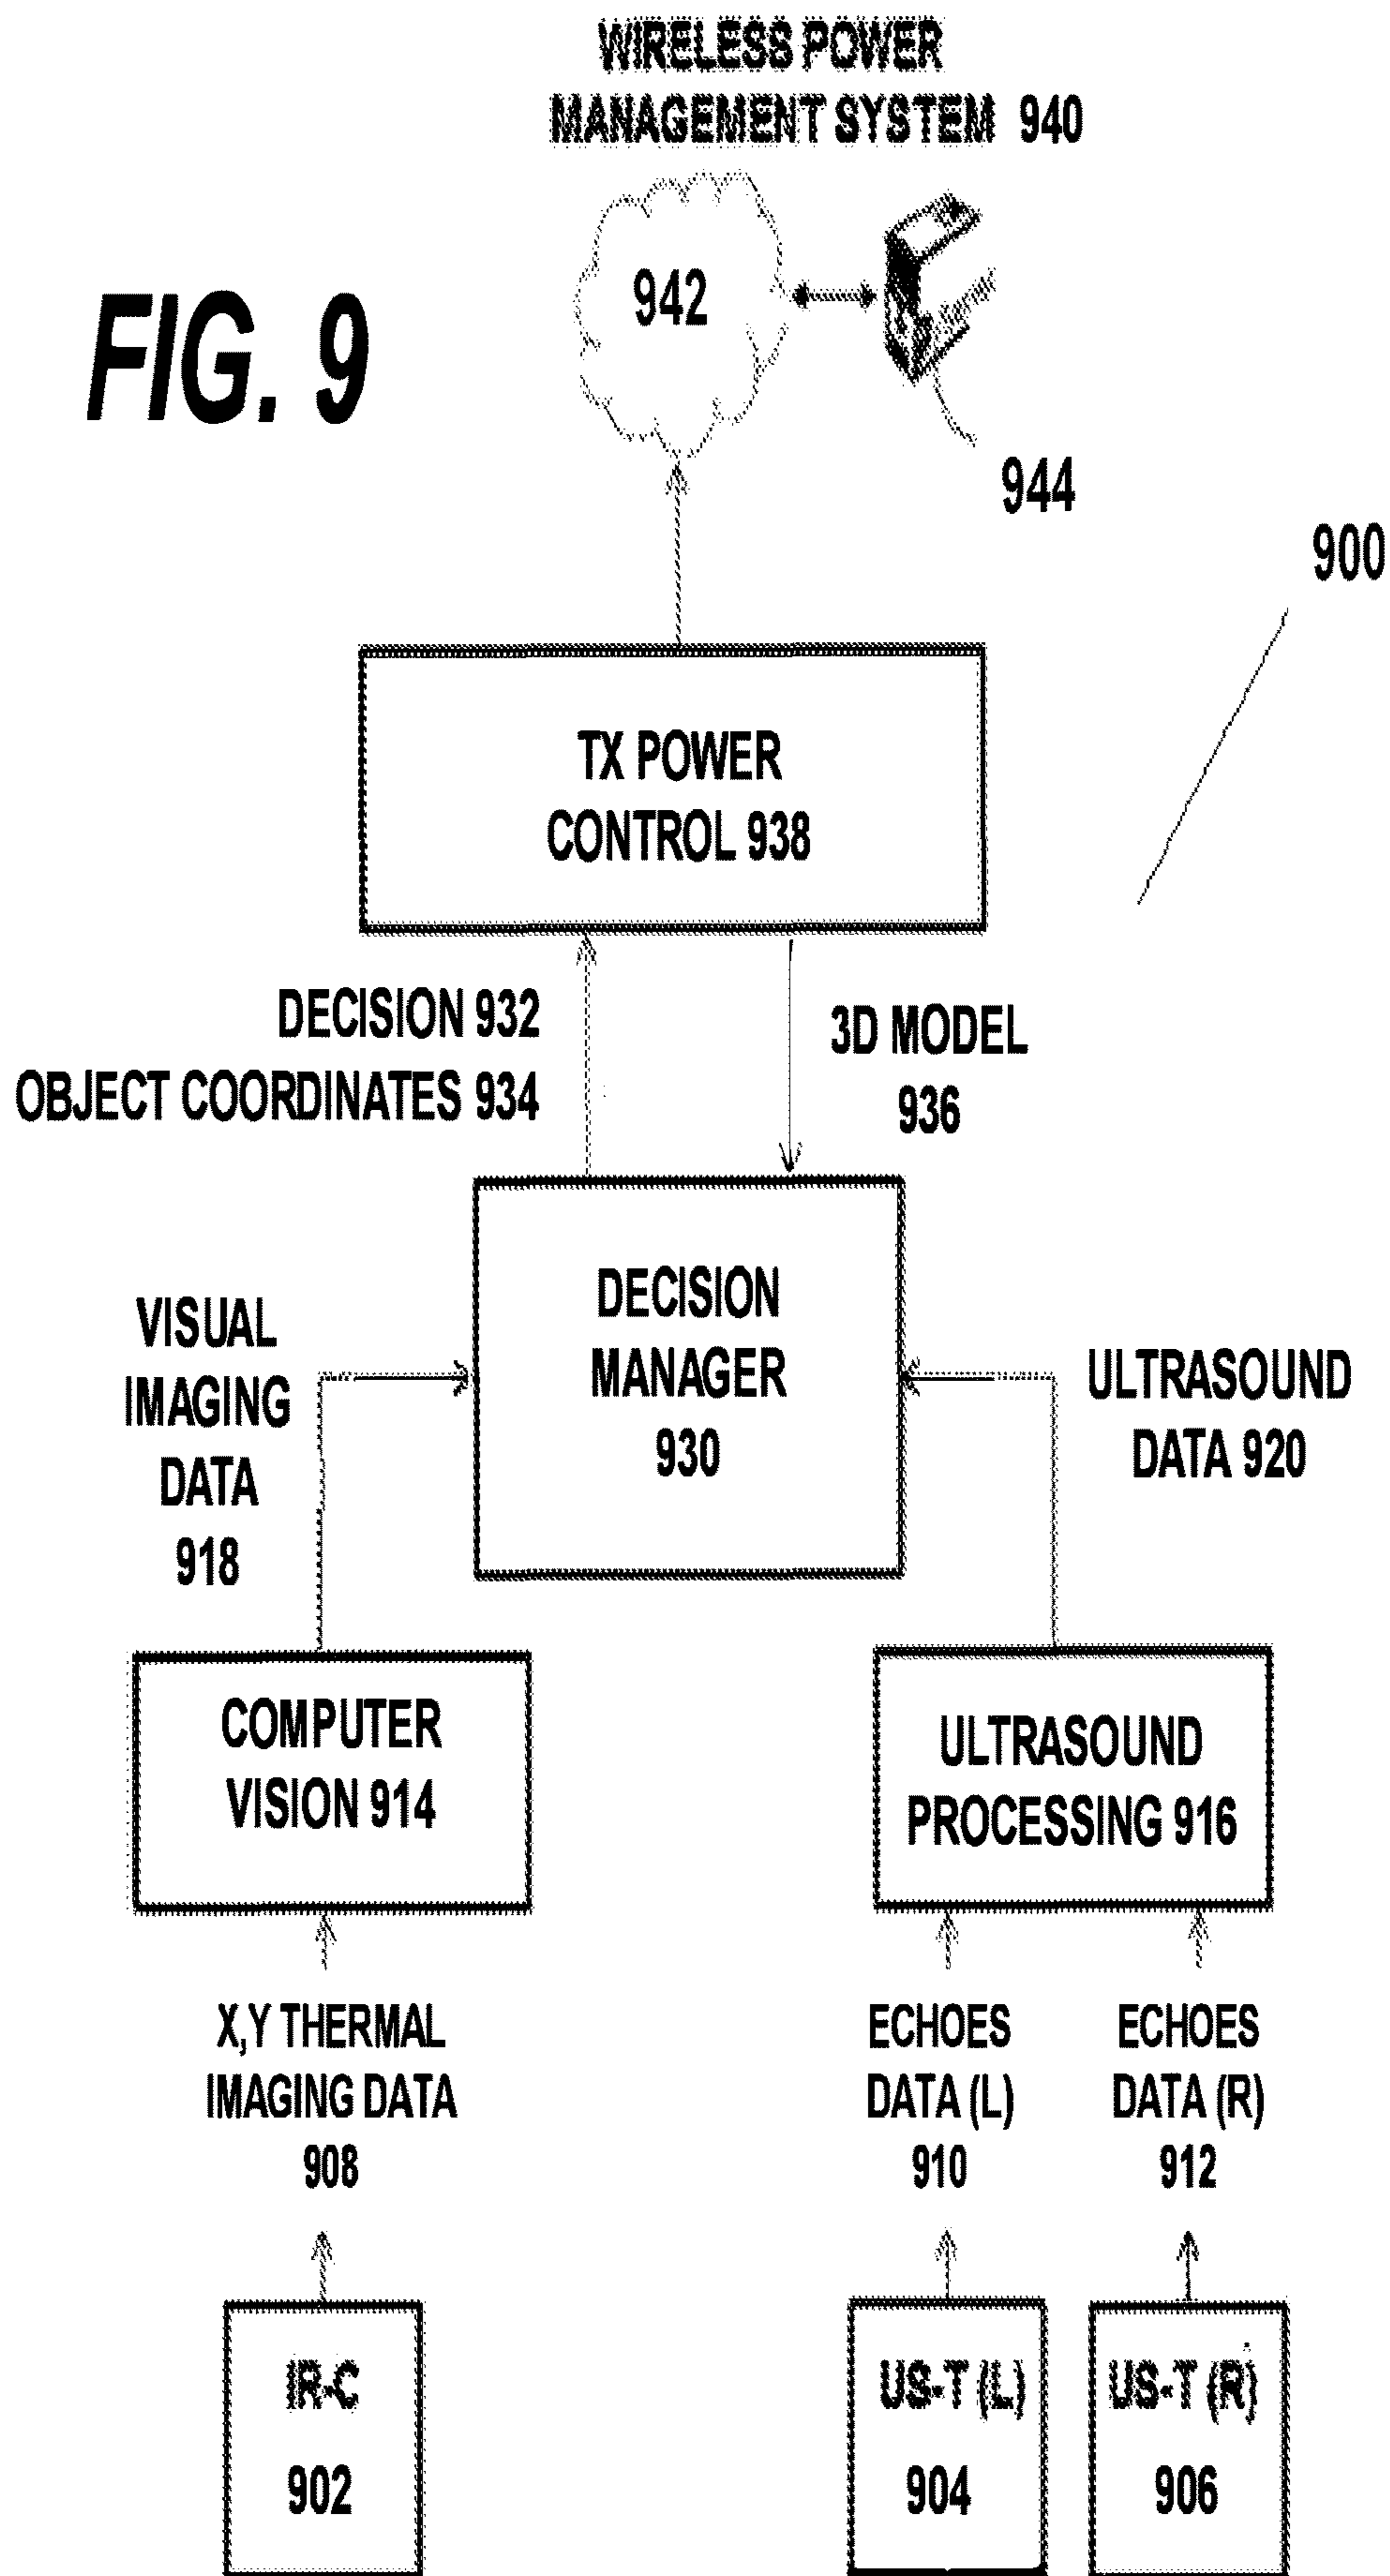 WIRELESS POWER
MANAGEMENT SYSTEM 940
942
FIG. 9
944
900
TX POWER
CONTROL 938
DECISION 932
OBJECT COORDINATES 934
3D MODEL
936
DECISION
MANAGER
930
VISUAL
IMAGING
DATA
918
ULTRASOUND
DATA 920
COMPUTER
VISION 914
ULTRASOUND
PROCESSING 916
X,Y THERMAL
IMAGING DATA
908
ECHOES
DATA (L)
910
ECHOES
DATA (R)
912
IR-C
902
US-T (L)
904
US-T (R)
906